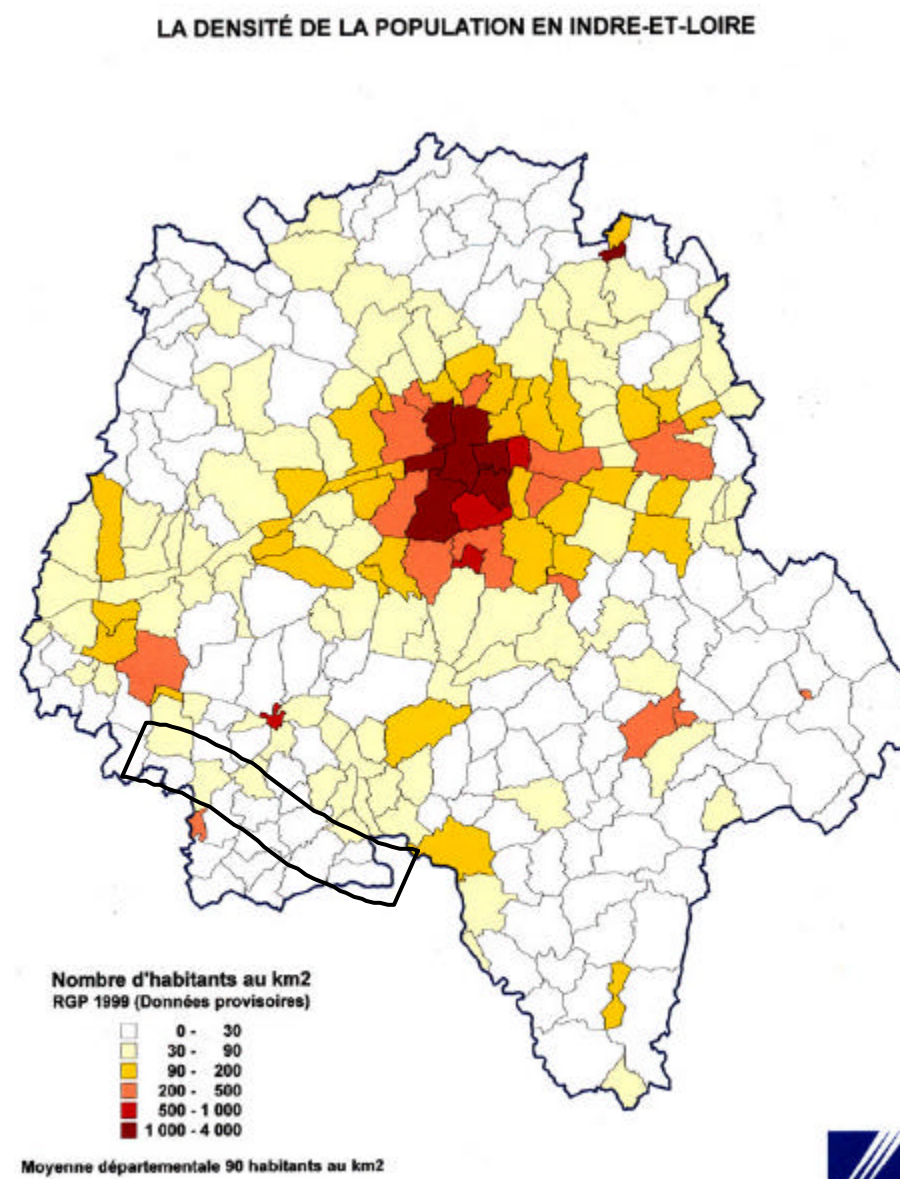 LA DENSITÉ DE LA POPULATION EN INDRE-ET-LOIRE
Nombre d'habitants au km2
RGP 1999 (Données provisoires)
0 - 30
30 - 90
90 - 200
200 - 500
500 - 1 000
1 000 - 4 000
Moyenne départementale 90 habitants au km2